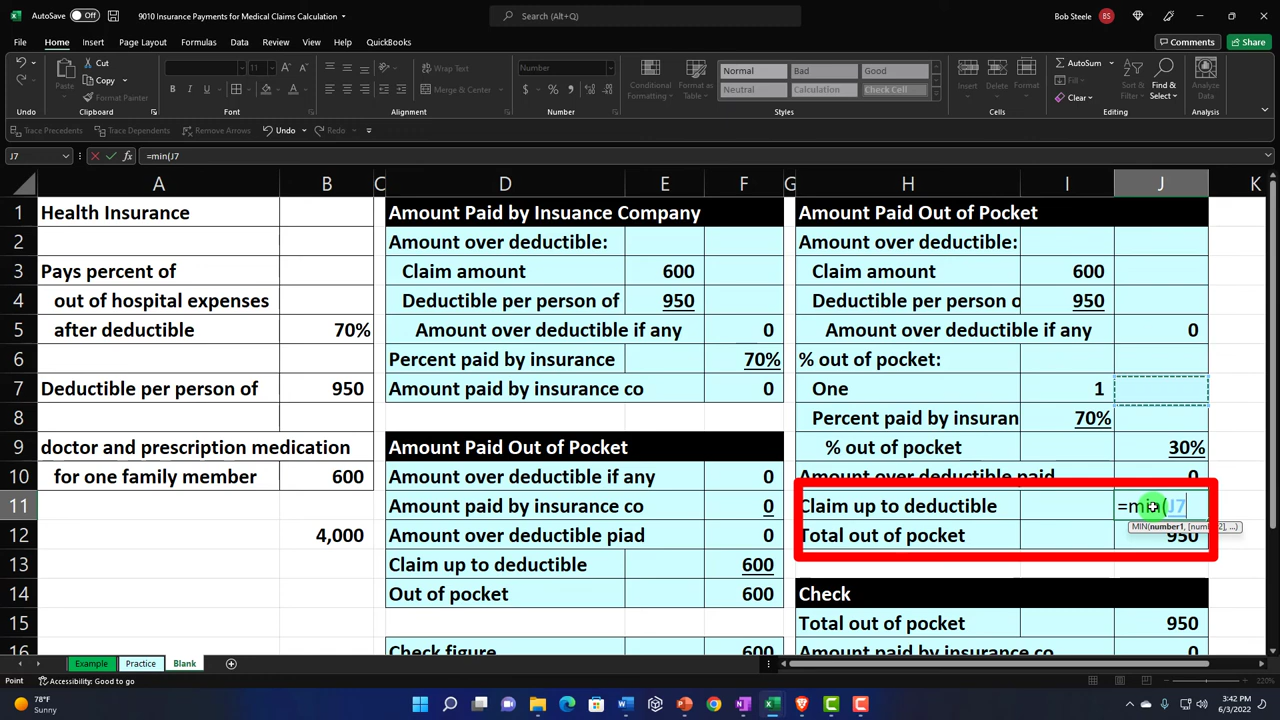 AutoSave Off 9010 Insurance Payments for Medical Claims Calculation Search (Alt+Q) Bob Steele BS
File Home Insert Page Layout Formulas Data Review View Help QuickBooks Comments Share
Cut Copy Format Painter Paste
11 Wrap Text Merge & Center Number
Conditional Formatting Format as Table
Normal Bad Good
Neutral Calculation Check Cell
Insert Delete Format
AutoSum Fill Clear Sort & Filter Find & Select Analyze Data
Undo Clipboard Font Alignment Number Styles Cells Editing Analysis
Trace Precedents Trace Dependents Remove Arrows Undo Redo
J7 fx =min(J7
A B C D E F G H I J K
1 Health Insurance Amount Paid by Insuance Company Amount Paid Out of Pocket
2 Amount over deductible: Amount over deductible:
3 Pays percent of Claim amount 600 Claim amount 600
4 out of hospital expenses Deductible per person of 950 Deductible per person o 950
5 after deductible 70% Amount over deductible if any 0 Amount over deductible if any 0
6 Percent paid by insurance 70% % out of pocket:
7 Deductible per person of 950 Amount paid by insurance co 0 One 1
8 Percent paid by insuran 70%
9 doctor and prescription medication Amount Paid Out of Pocket % out of pocket 30%
10 for one family member 600 Amount over deductible if any 0 Amount over deductible paid 0
11 Amount paid by insurance co 0 Claim up to deductible =min(J7
MIN(number1, [number2], ...)
12 4,000 Amount over deductible piad 0 Total out of pocket 950
13 Claim up to deductible 600
14 Out of pocket 600 Check
15 Total out of pocket 950
16 Check figure 600 Amount paid by insurance co 0
Example Practice Blank
Point Accessibility: Good to go 220%
78°F
Sunny
3:42 PM
6/3/2022